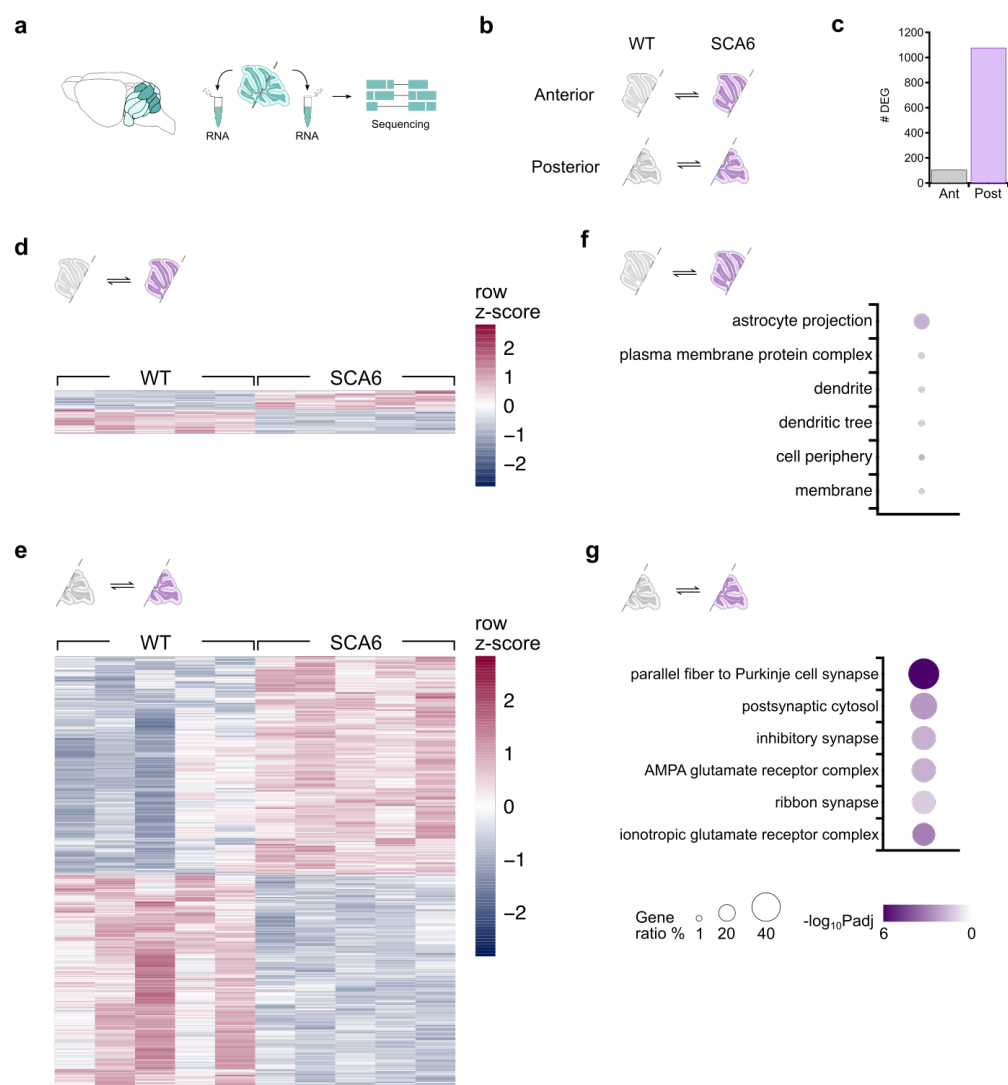 a
RNA
RNA
Sequencing
b
WT
SCA6
Anterior
Posterior
c
# DEG
1200
1000
800
600
400
200
0
Ant
Post
d
WT
SCA6
row
z-score
2
1
0
−1
−2
e
WT
SCA6
row
z-score
2
1
0
−1
−2
f
astrocyte projection
plasma membrane protein complex
dendrite
dendritic tree
cell periphery
membrane
g
parallel fiber to Purkinje cell synapse
postsynaptic cytosol
inhibitory synapse
AMPA glutamate receptor complex
ribbon synapse
ionotropic glutamate receptor complex
Gene
ratio %
1
20
40
-log₁₀Padj
6
0